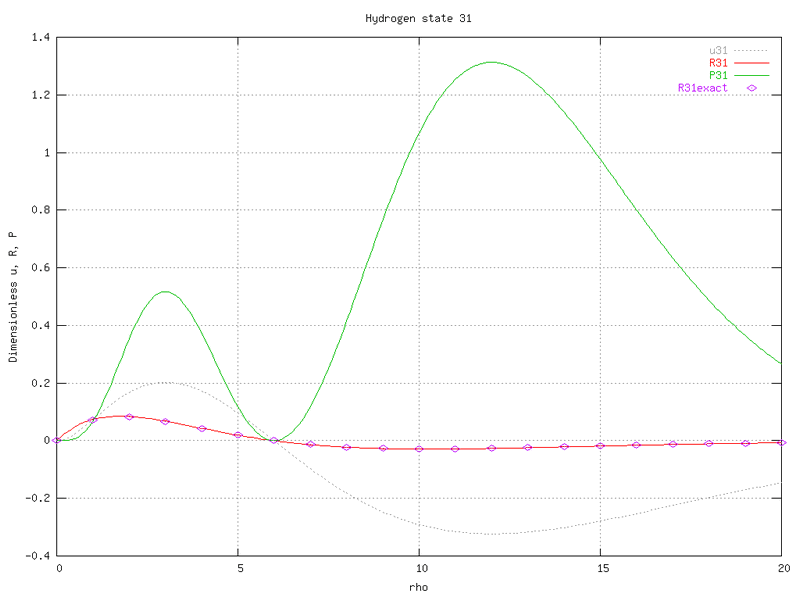 Hydrogen state 31
u31
R31
P31
R31exact
1.4
1.2
1
0.8
0.6
0.4
0.2
0
-0.2
-0.4
Dimensionless u, R, P
0 5 10 15 20
rho